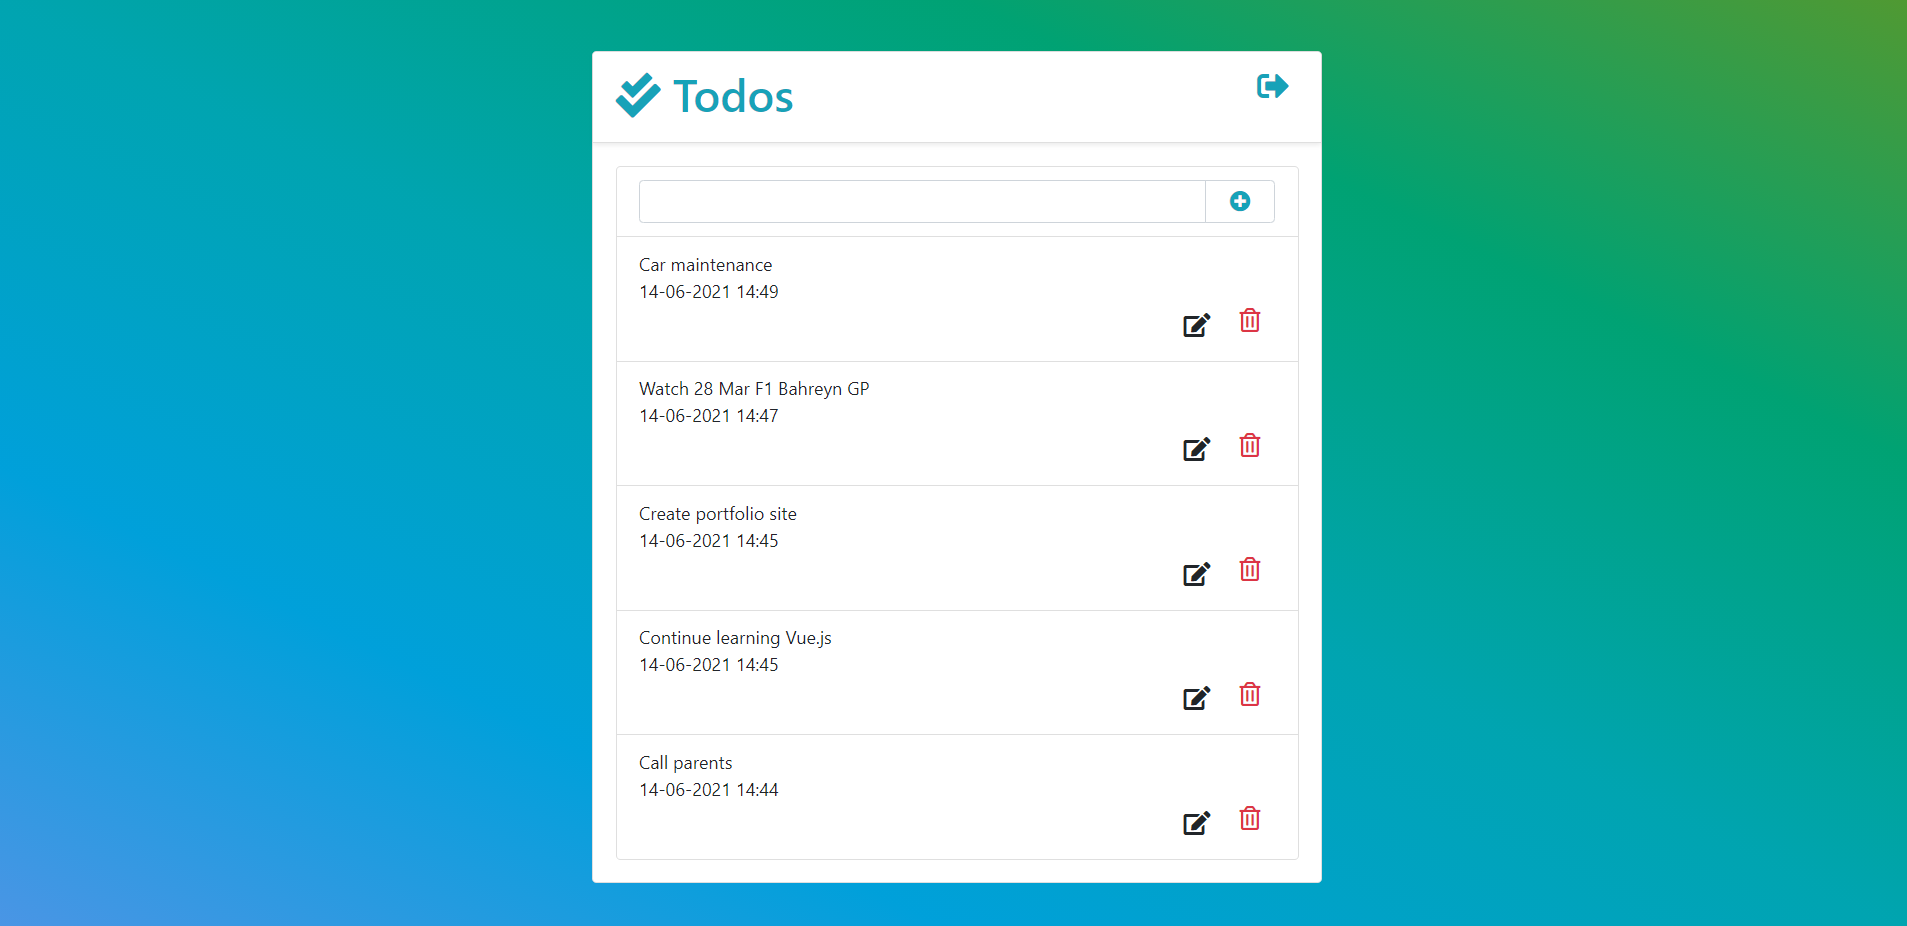 Todos
Car maintenance
14-06-2021 14:49
Watch 28 Mar F1 Bahreyn GP
14-06-2021 14:47
Create portfolio site
14-06-2021 14:45
Continue learning Vue.js
14-06-2021 14:45
Call parents
14-06-2021 14:44